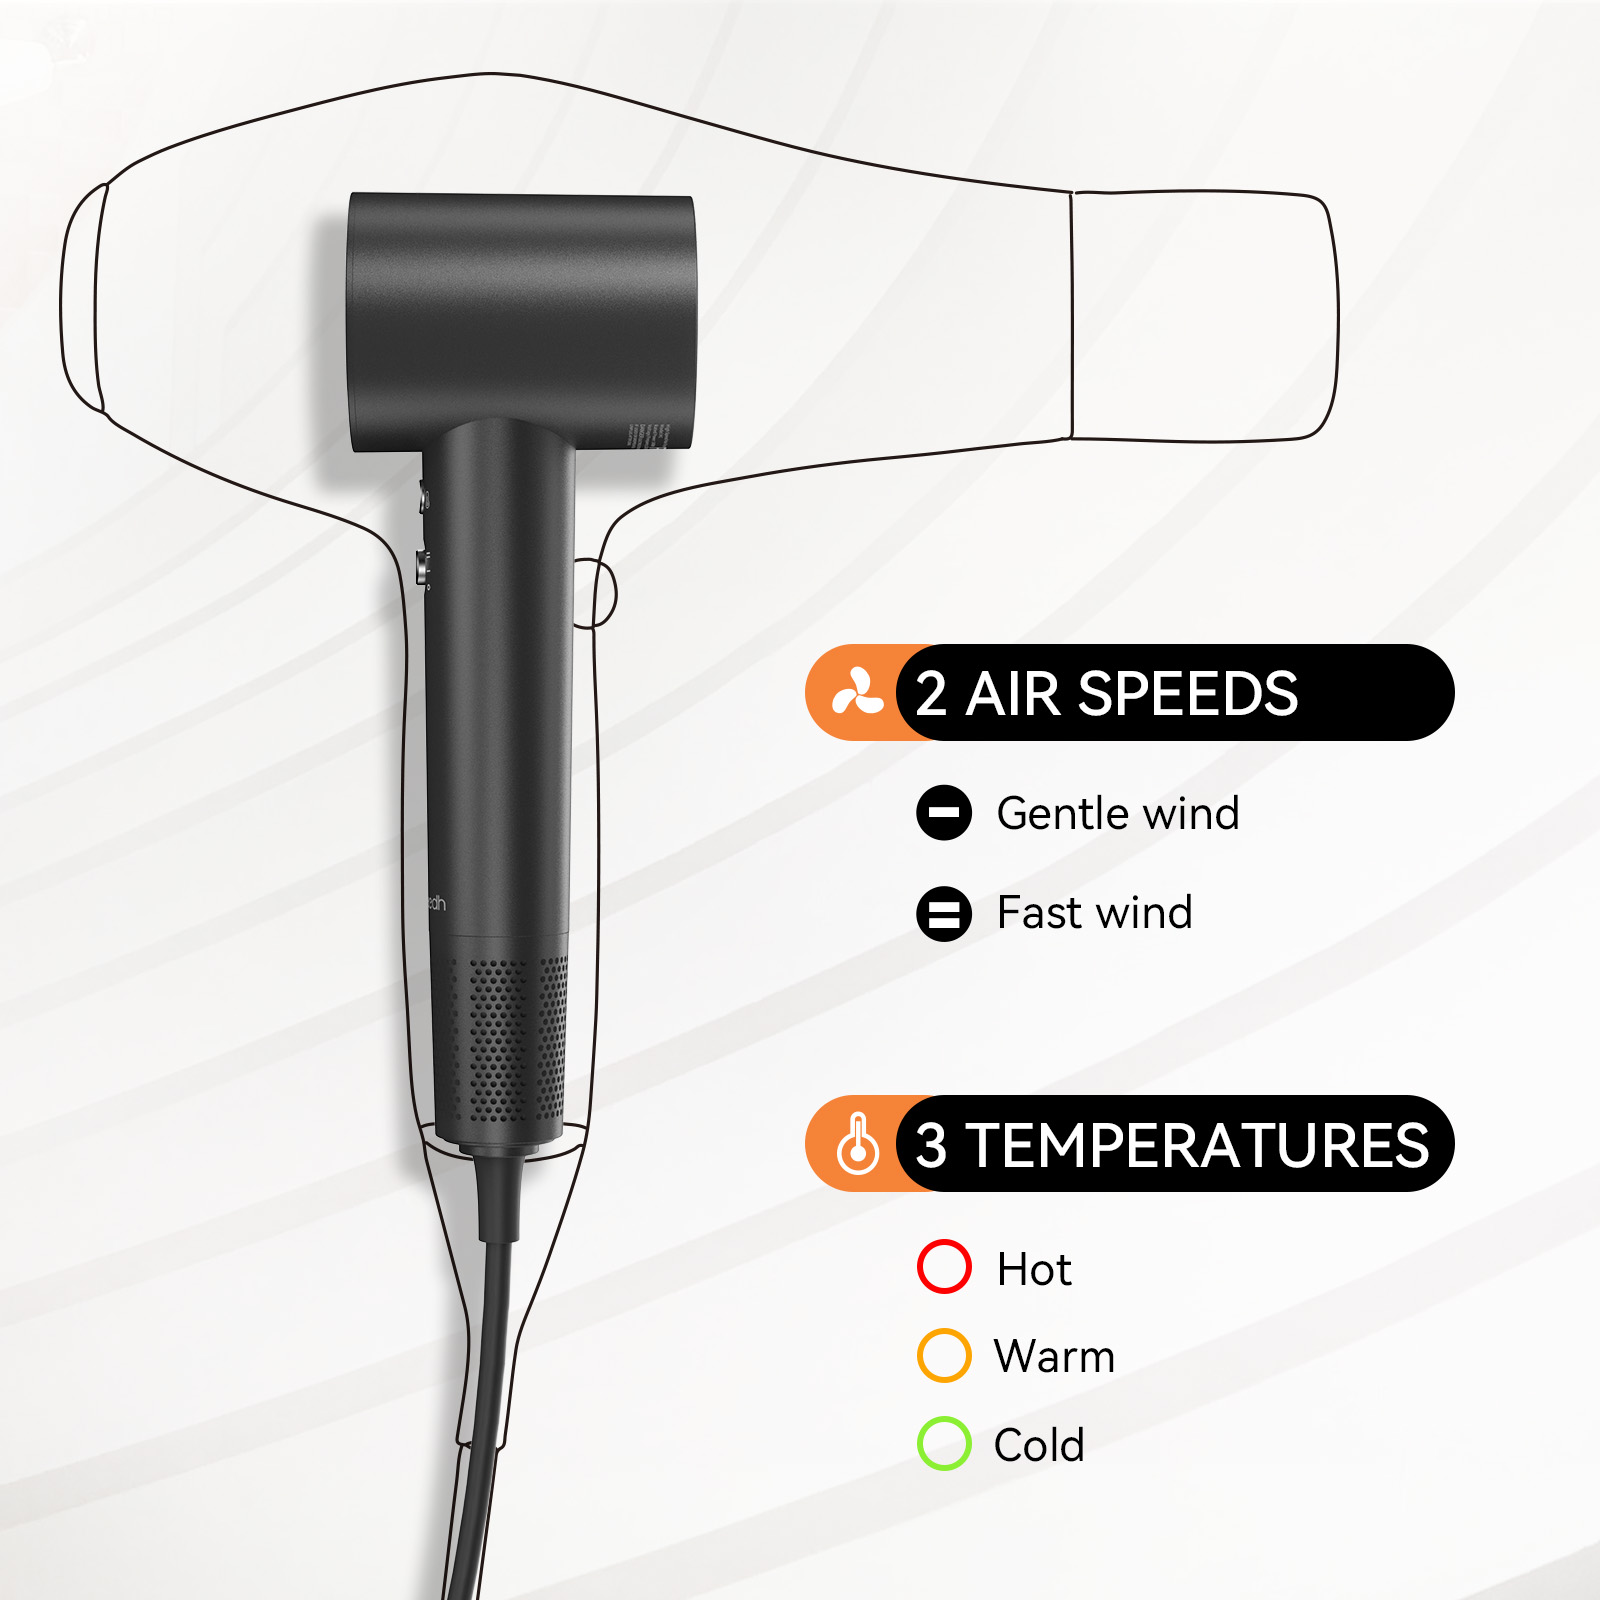 2 AIR SPEEDS
Gentle wind
Fast wind
3 TEMPERATURES
Hot
Warm
Cold